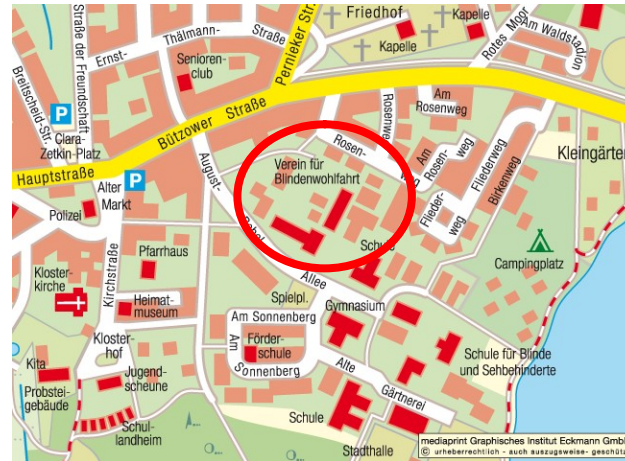 Straße der Freundschaft
Breitscheid-Str.
Ernst-
Thälmann-
Straße
Senioren-
club
Pernieker Straße
Friedhof
Kapelle
Kapelle
Rotes Moor
Am Waldstadion
P
Clara-
Zetkin-Platz
Hauptstraße
Bützower Straße
Am
Rosenweg
Rosenweg
Rosen-
weg
Am
Rosen-
weg
Flieder-
weg
Fliederweg
Birkenweg
Kleingärten
Verein für
Blindenwohlfahrt
August-
Bebel-
Allee
P
Alter
Markt
Polizei
Kirchstraße
Pfarrhaus
Kloster-
kirche
Heimat-
museum
Schule
Campingplatz
Spielpl.
Gymnasium
Am Sonnenberg
Am
Sonnenberg
Förder-
schule
Kloster-
hof
Alte
Gärtnerei
Schule für Blinde
und Sehbehinderte
Kita
Probstei-
gebäude
Jugend-
scheune
Schul-
landheim
Schule
Stadthalle
mediaprint Graphisches Institut Eckmann GmbH
© urheberrechtlich - auch auszugsweise- geschützt